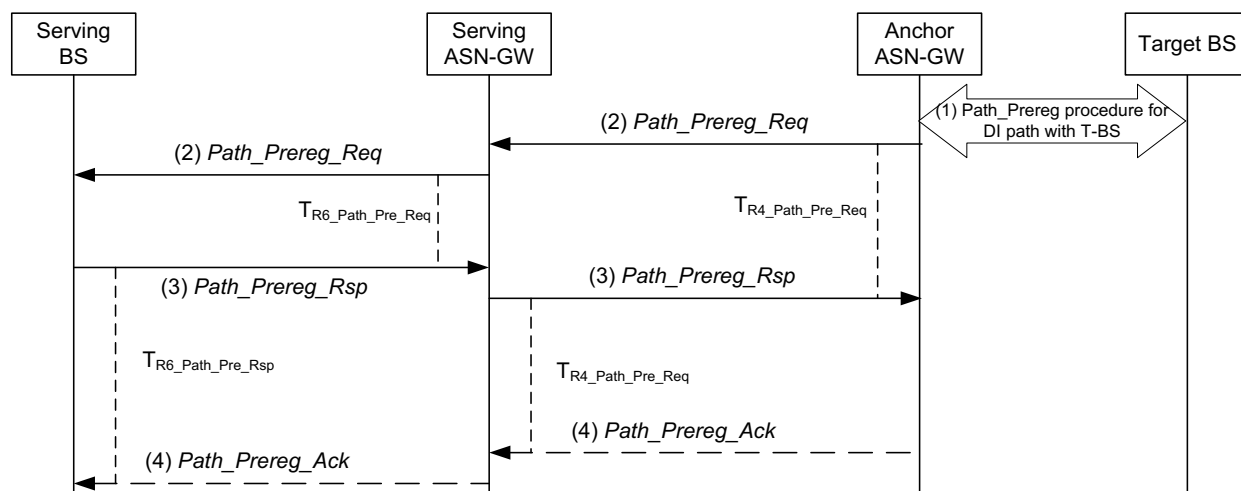 Serving
BS
Serving
ASN-GW
Anchor
ASN-GW
Target BS
(1) Path_Prereg procedure for
DI path with T-BS
(2) Path_Prereg_Req
(2) Path_Prereg_Req
TR6_Path_Pre_Req
TR4_Path_Pre_Req
(3) Path_Prereg_Rsp
(3) Path_Prereg_Rsp
TR6_Path_Pre_Rsp
TR4_Path_Pre_Req
(4) Path_Prereg_Ack
(4) Path_Prereg_Ack